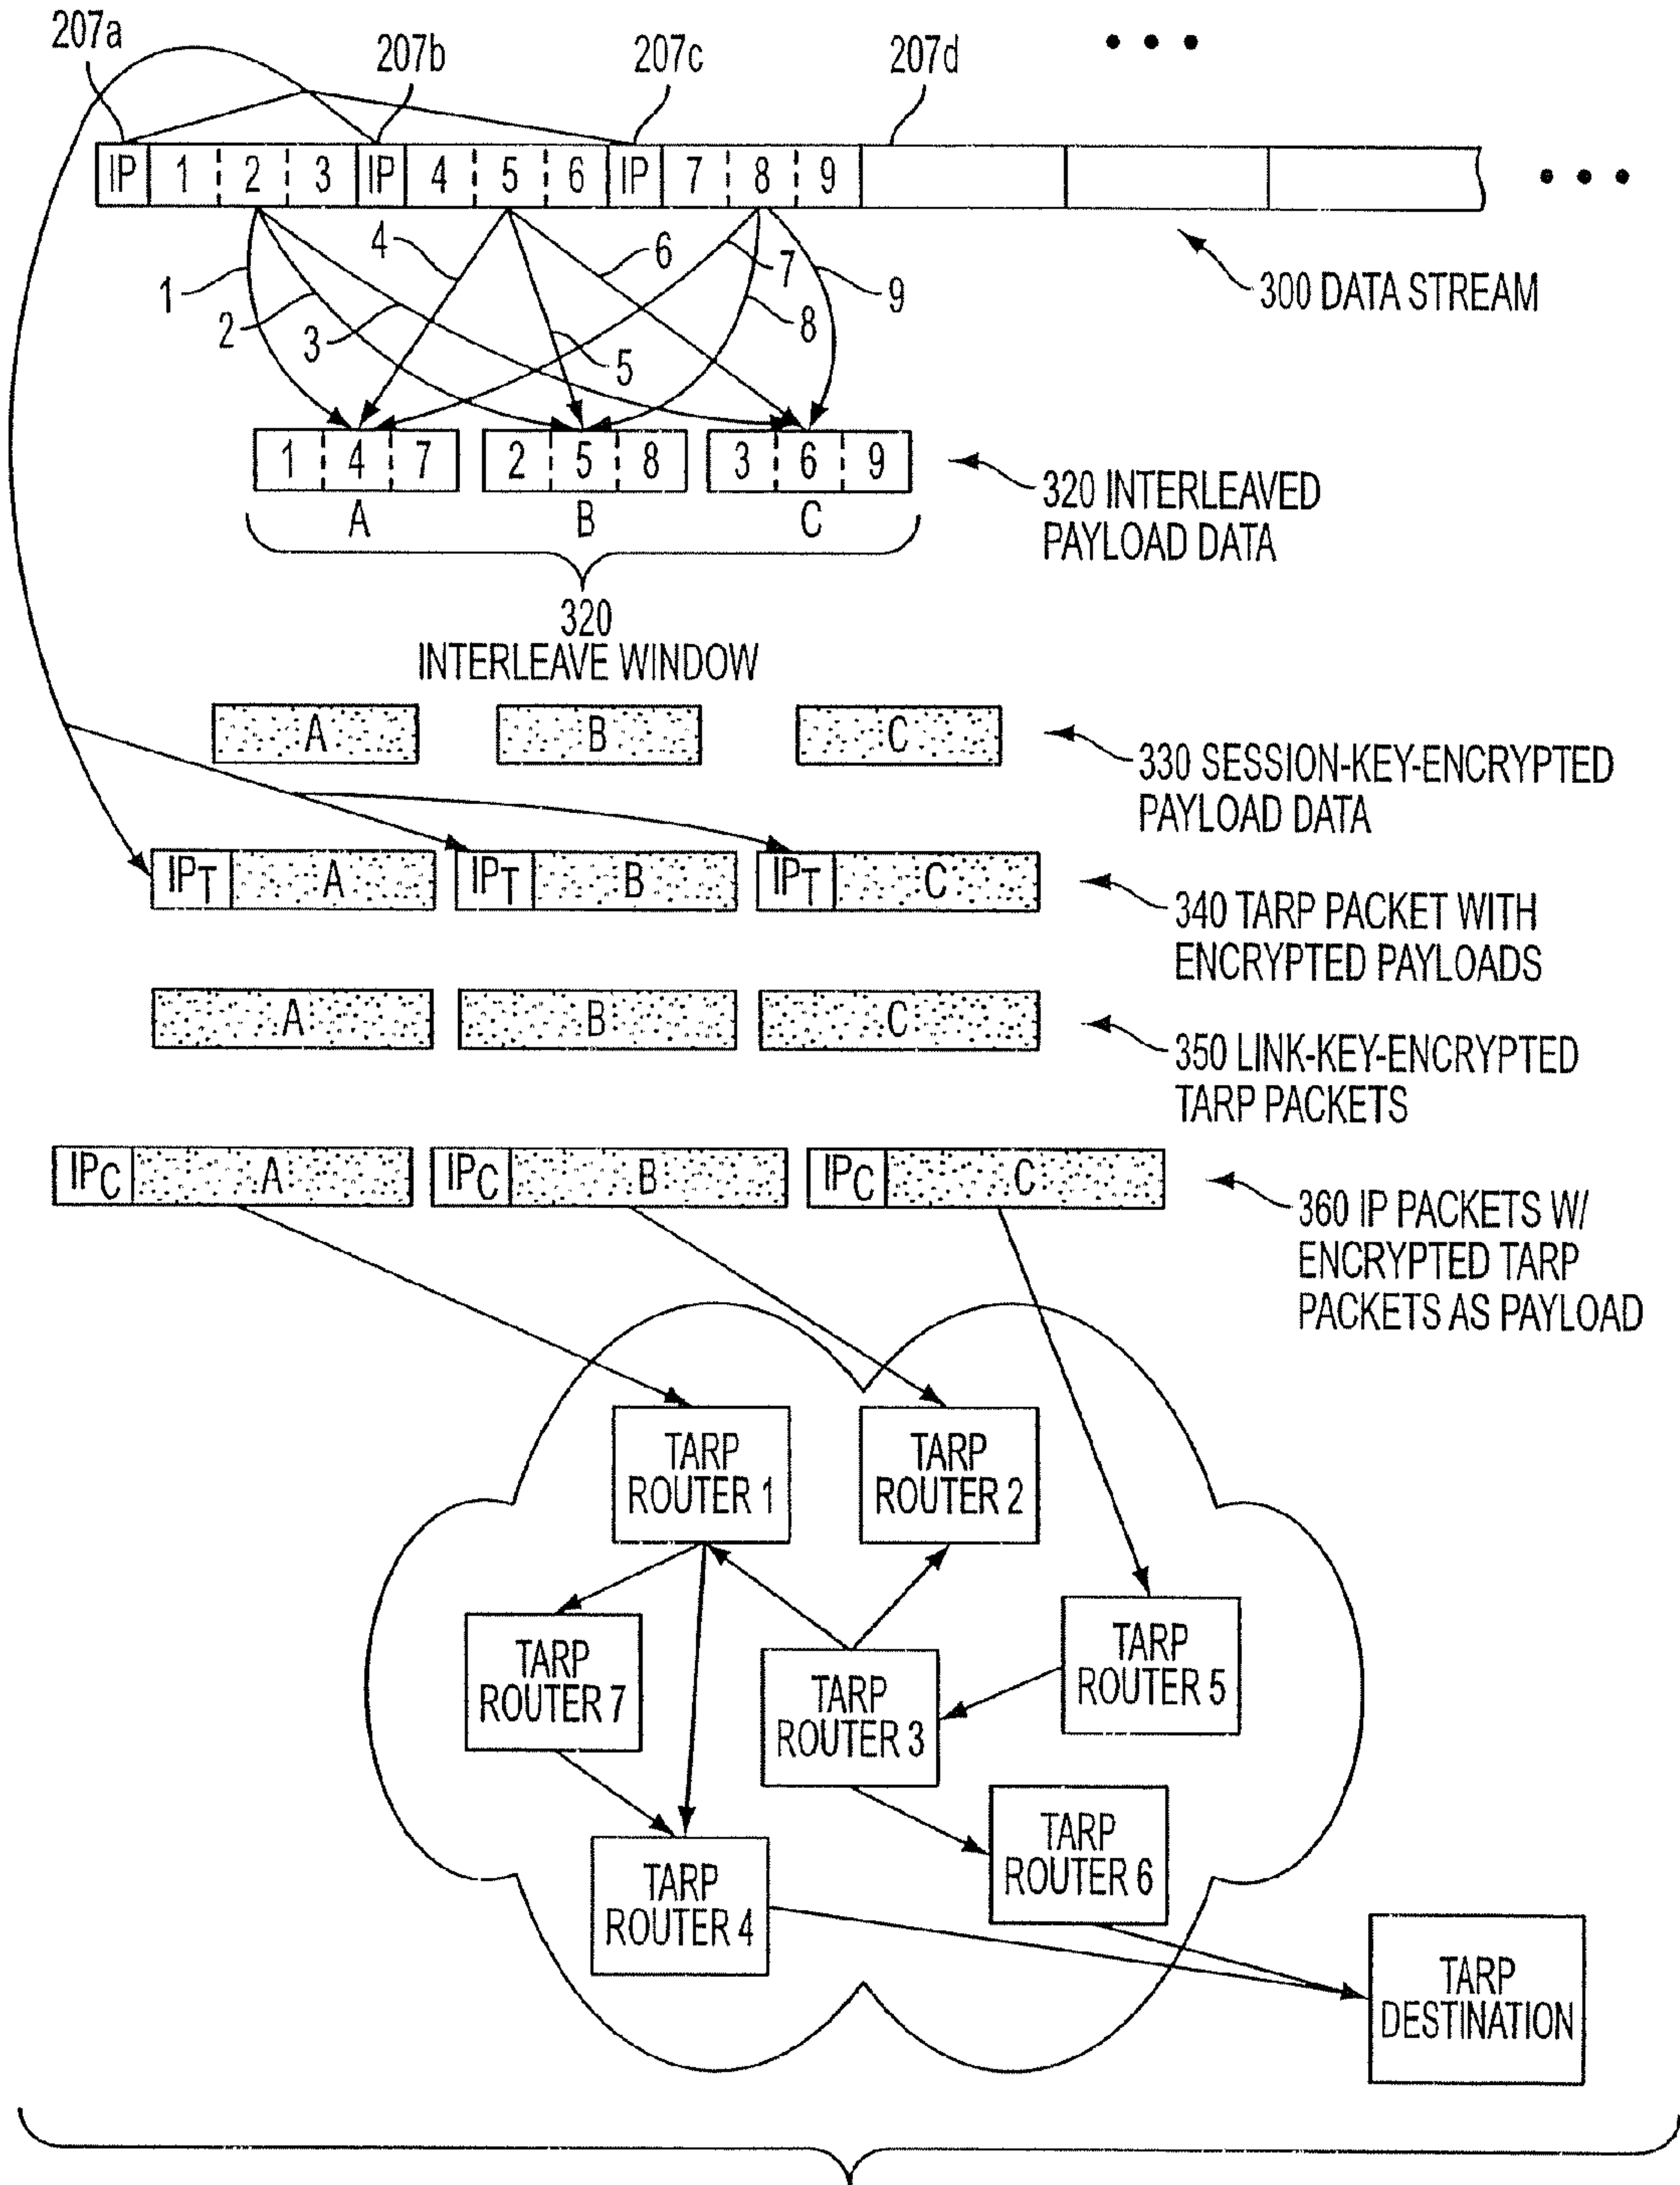 207a
207b
207c
207d
• • •
IP 1 2 3 IP 4 5 6 IP 7 8 9
• • •
1
2
3
4
5
6
7
8
9
300 DATA STREAM
1 4 7
2 5 8
3 6 9
A
B
C
320 INTERLEAVED
PAYLOAD DATA
320
INTERLEAVE WINDOW
A
B
C
330 SESSION-KEY-ENCRYPTED
PAYLOAD DATA
IPT A
IPT B
IPT C
340 TARP PACKET WITH
ENCRYPTED PAYLOADS
A
B
C
350 LINK-KEY-ENCRYPTED
TARP PACKETS
IPC A
IPC B
IPC C
360 IP PACKETS W/
ENCRYPTED TARP
PACKETS AS PAYLOAD
TARP
ROUTER 1
TARP
ROUTER 2
TARP
ROUTER 7
TARP
ROUTER 3
TARP
ROUTER 5
TARP
ROUTER 4
TARP
ROUTER 6
TARP
DESTINATION